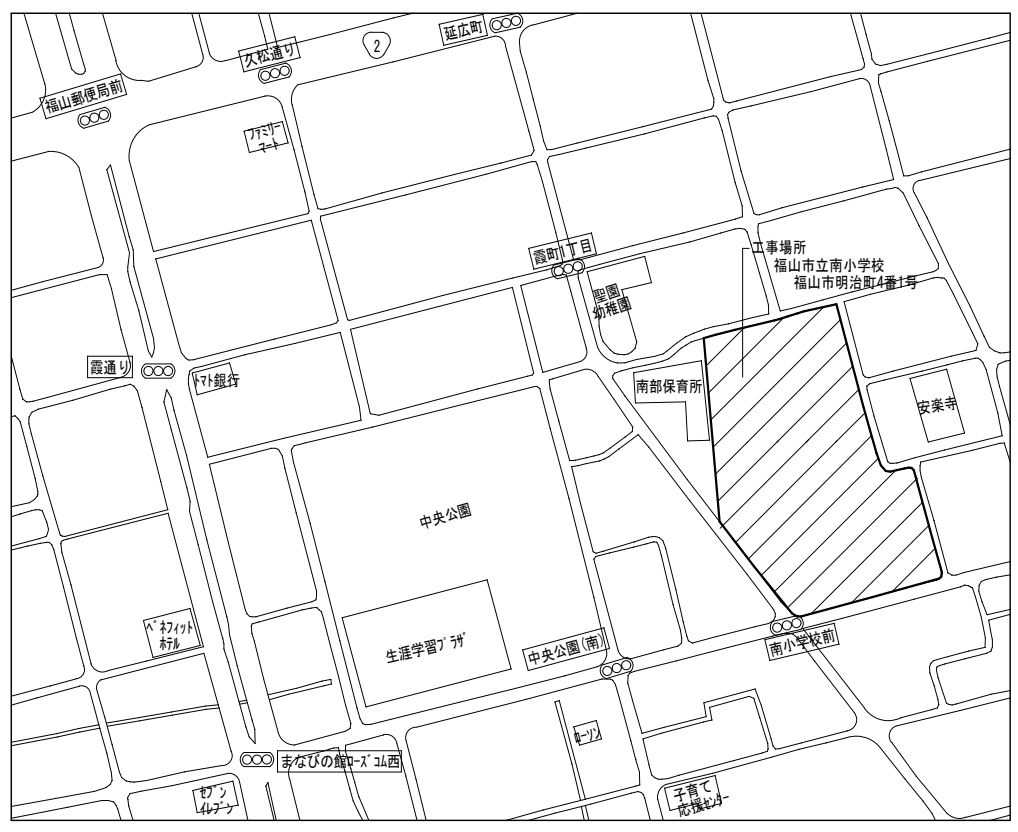 延広町
2
久松通り
福山郵便局前
ファミリー
マート
霞町1丁目
工事場所
福山市立南小学校
福山市明治町4番1号
聖園
幼稚園
霞通り
トマト銀行
南部保育所
安楽寺
中央公園
ベネフィット
ホテル
生涯学習プラザ
中央公園(南)
南小学校前
ローソン
まなびの館ローズコム西
セブン
イレブン
子育て
応援センター